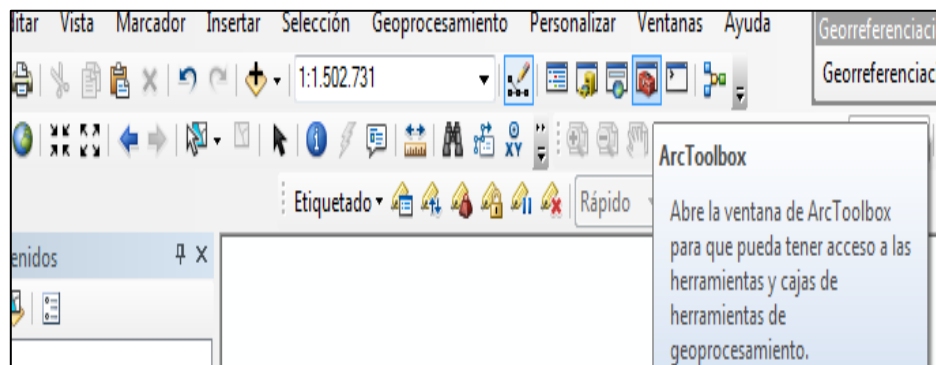 Vista Marcador Insertar Selección Geoprocesamiento Personalizar Ventanas Ayuda
Georreferenciaci
1:1.502.731
Georreferenciac
XY
ArcToolbox
Etiquetado Rápido
Abre la ventana de ArcToolbox
para que pueda tener acceso a las
herramientas y cajas de
herramientas de
geoprocesamiento.
enidos